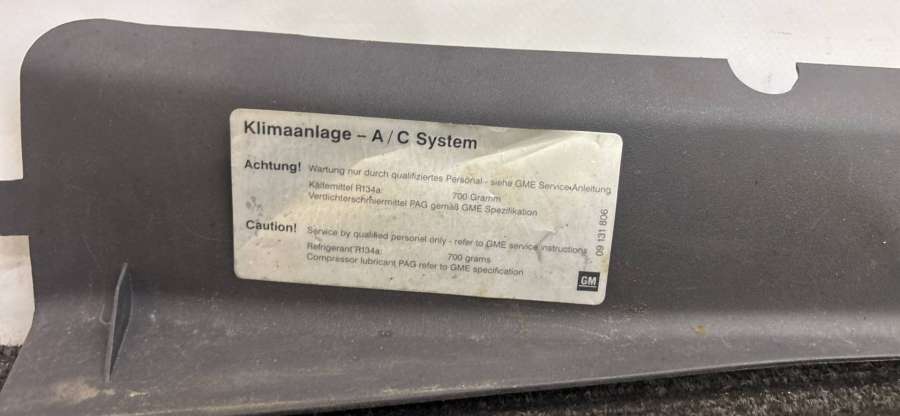 Klimaanlage – A / C System
Achtung! Wartung nur durch qualifiziertes Personal - siehe GME Service-Anleitung
Kältemittel R134a: 700 Gramm
Verdichterschmiermittel PAG gemäß GME Spezifikation
Caution! Service by qualified personel only - refer to GME service instructions
Refrigerant R134a: 700 grams
Compressor lubricant PAG refer to GME specification
09 131 806
GM